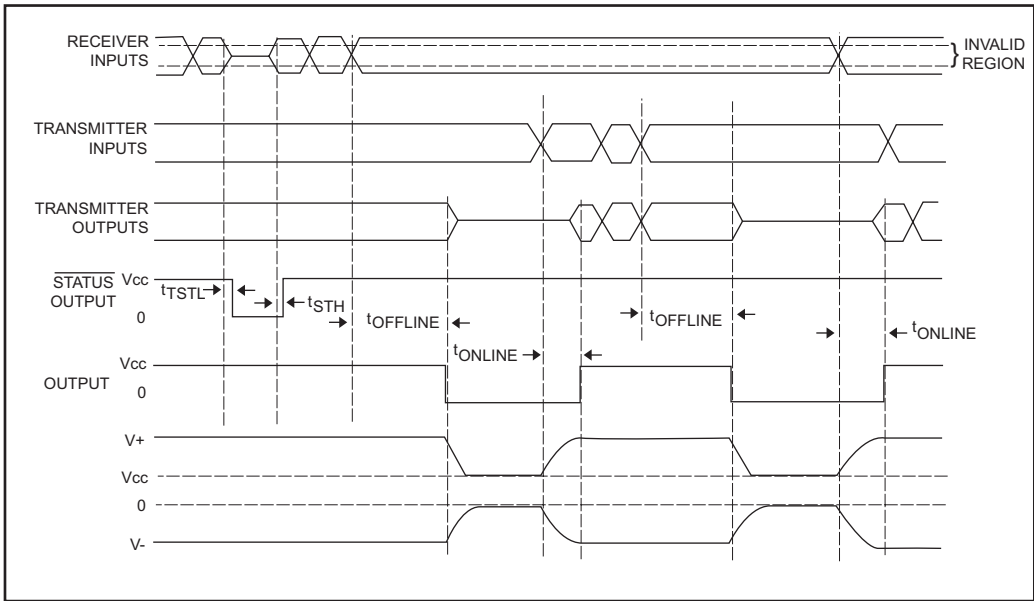 RECEIVER
INPUTS
INVALID
REGION
TRANSMITTER
INPUTS
TRANSMITTER
OUTPUTS
STATUS
OUTPUT
Vcc
0
tTSTL
tSTH
tOFFLINE
tOFFLINE
tONLINE
tONLINE
OUTPUT
Vcc
0
V+
Vcc
0
V-